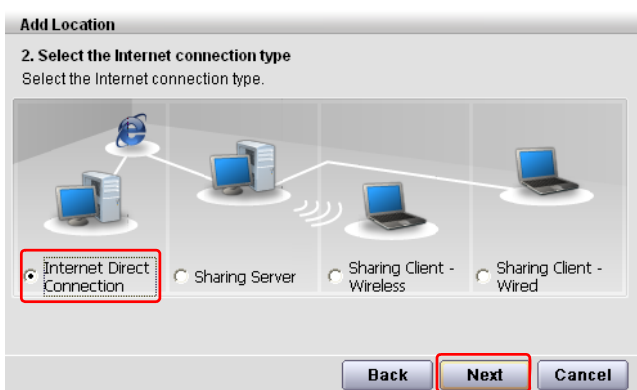 Add Location
2. Select the Internet connection type
Select the Internet connection type.
Internet Direct
Connection
Sharing Server
Sharing Client -
Wireless
Sharing Client -
Wired
Back
Next
Cancel